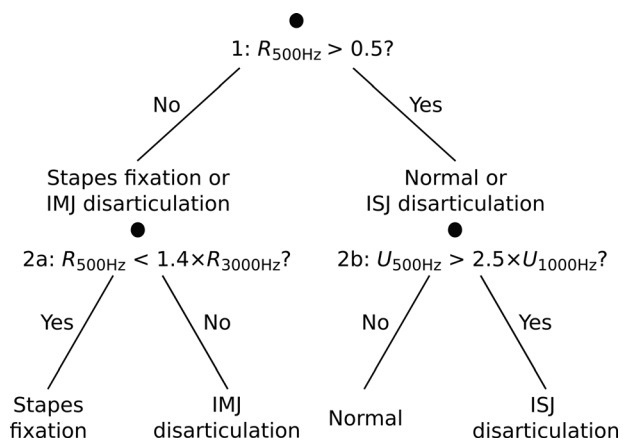 1: R500Hz > 0.5?
No
Yes
Stapes fixation or
IMJ disarticulation
Normal or
ISJ disarticulation
2a: R500Hz < 1.4×R3000Hz?
2b: U500Hz > 2.5×U1000Hz?
Yes
No
No
Yes
Stapes
fixation
IMJ
disarticulation
Normal
ISJ
disarticulation